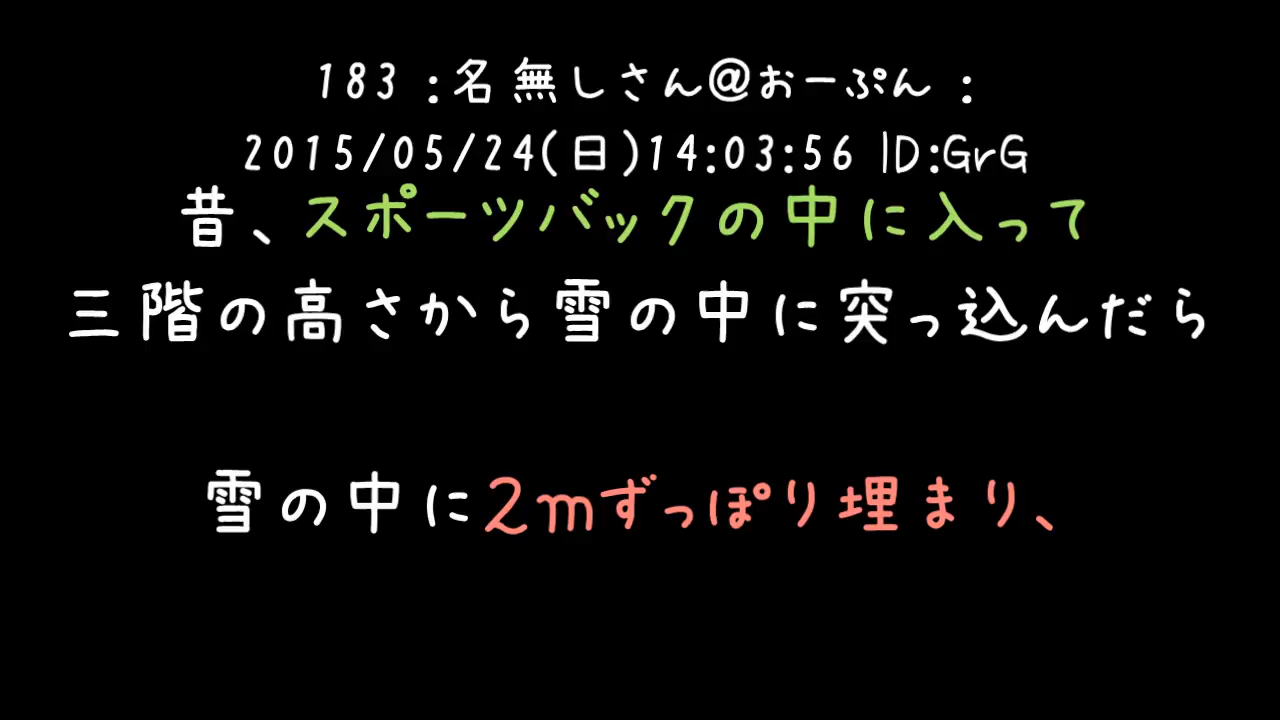 183 :名無しさん@おーぷん :
2015/05/24(日)14:03:56 ID:GrG
昔、スポーツバックの中に入って
三階の高さから雪の中に突っ込んだら
雪の中に2mずっぽり埋まり、